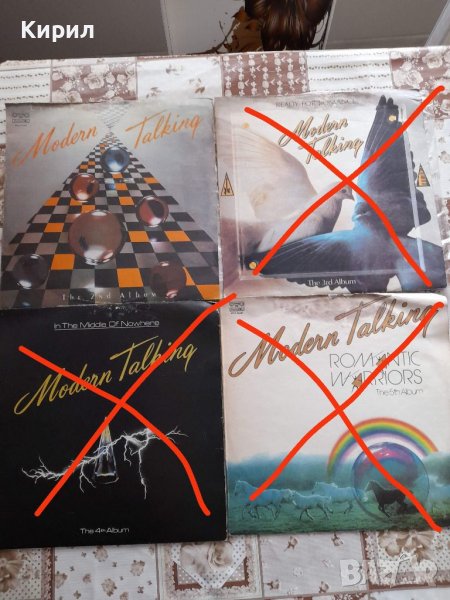 Кирил
Modern Talking
The 2nd Album
READY FOR ROMANCE
Modern
Talking
The 3rd Album
In The Middle Of Nowhere
Modern Talking
The 4th Album
Modern Talking
ROMANTIC
WARRIORS
The 5th Album
BAZAR